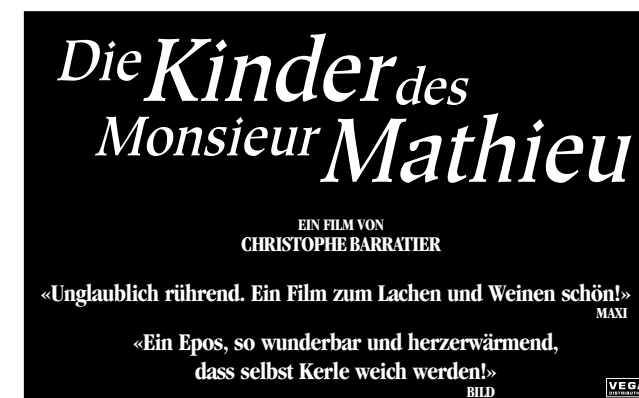 Die Kinder des
Monsieur Mathieu
EIN FILM VON
CHRISTOPHE BARRATIER
«Unglaublich rührend. Ein Film zum Lachen und Weinen schön!»
MAXI
«Ein Epos, so wunderbar und herzerwärmend,
dass selbst Kerle weich werden!»
BILD